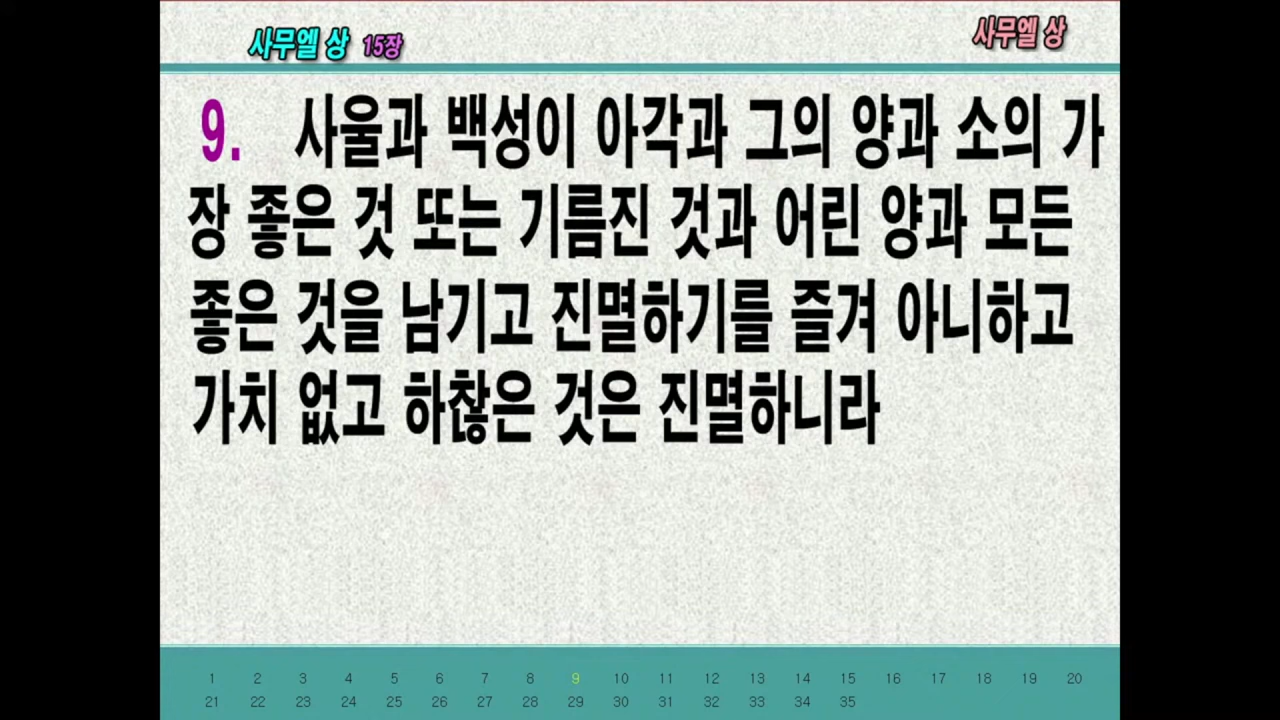 사무엘 상 15장
사무엘 상
9. 사울과 백성이 아각과 그의 양과 소의 가
장 좋은 것 또는 기름진 것과 어린 양과 모든
좋은 것을 남기고 진멸하기를 즐겨 아니하고
가치 없고 하찮은 것은 진멸하니라
1 2 3 4 5 6 7 8 9 10 11 12 13 14 15 16 17 18 19 20
21 22 23 24 25 26 27 28 29 30 31 32 33 34 35